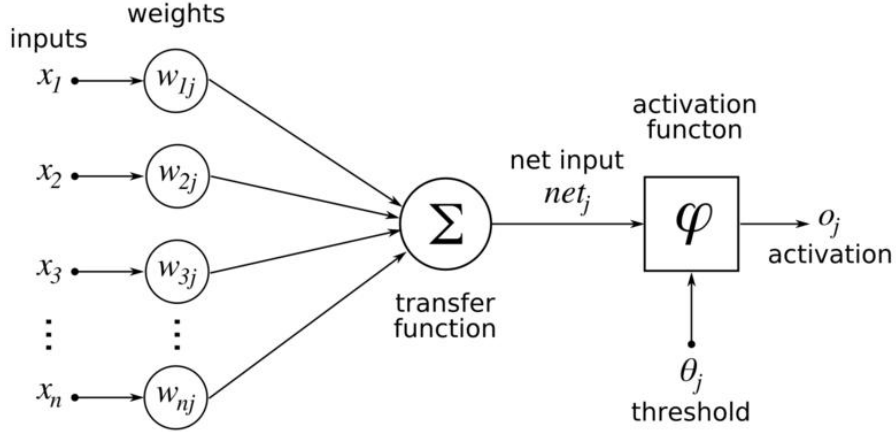 weights
inputs
x1
w1j
x2
w2j
x3
w3j
⋮
⋮
xn
wnj
Σ
transfer
function
net input
netj
activation
functon
φ
oj
activation
θj
threshold